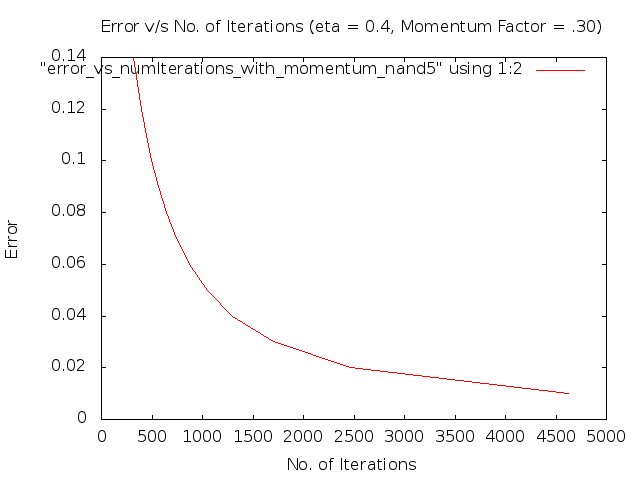 Error v/s No. of Iterations (eta = 0.4, Momentum Factor = .30)
"error_vs_numIterations_with_momentum_nand5" using 1:2
0.14
0.12
0.1
0.08
0.06
0.04
0.02
0
Error
0 500 1000 1500 2000 2500 3000 3500 4000 4500 5000
No. of Iterations